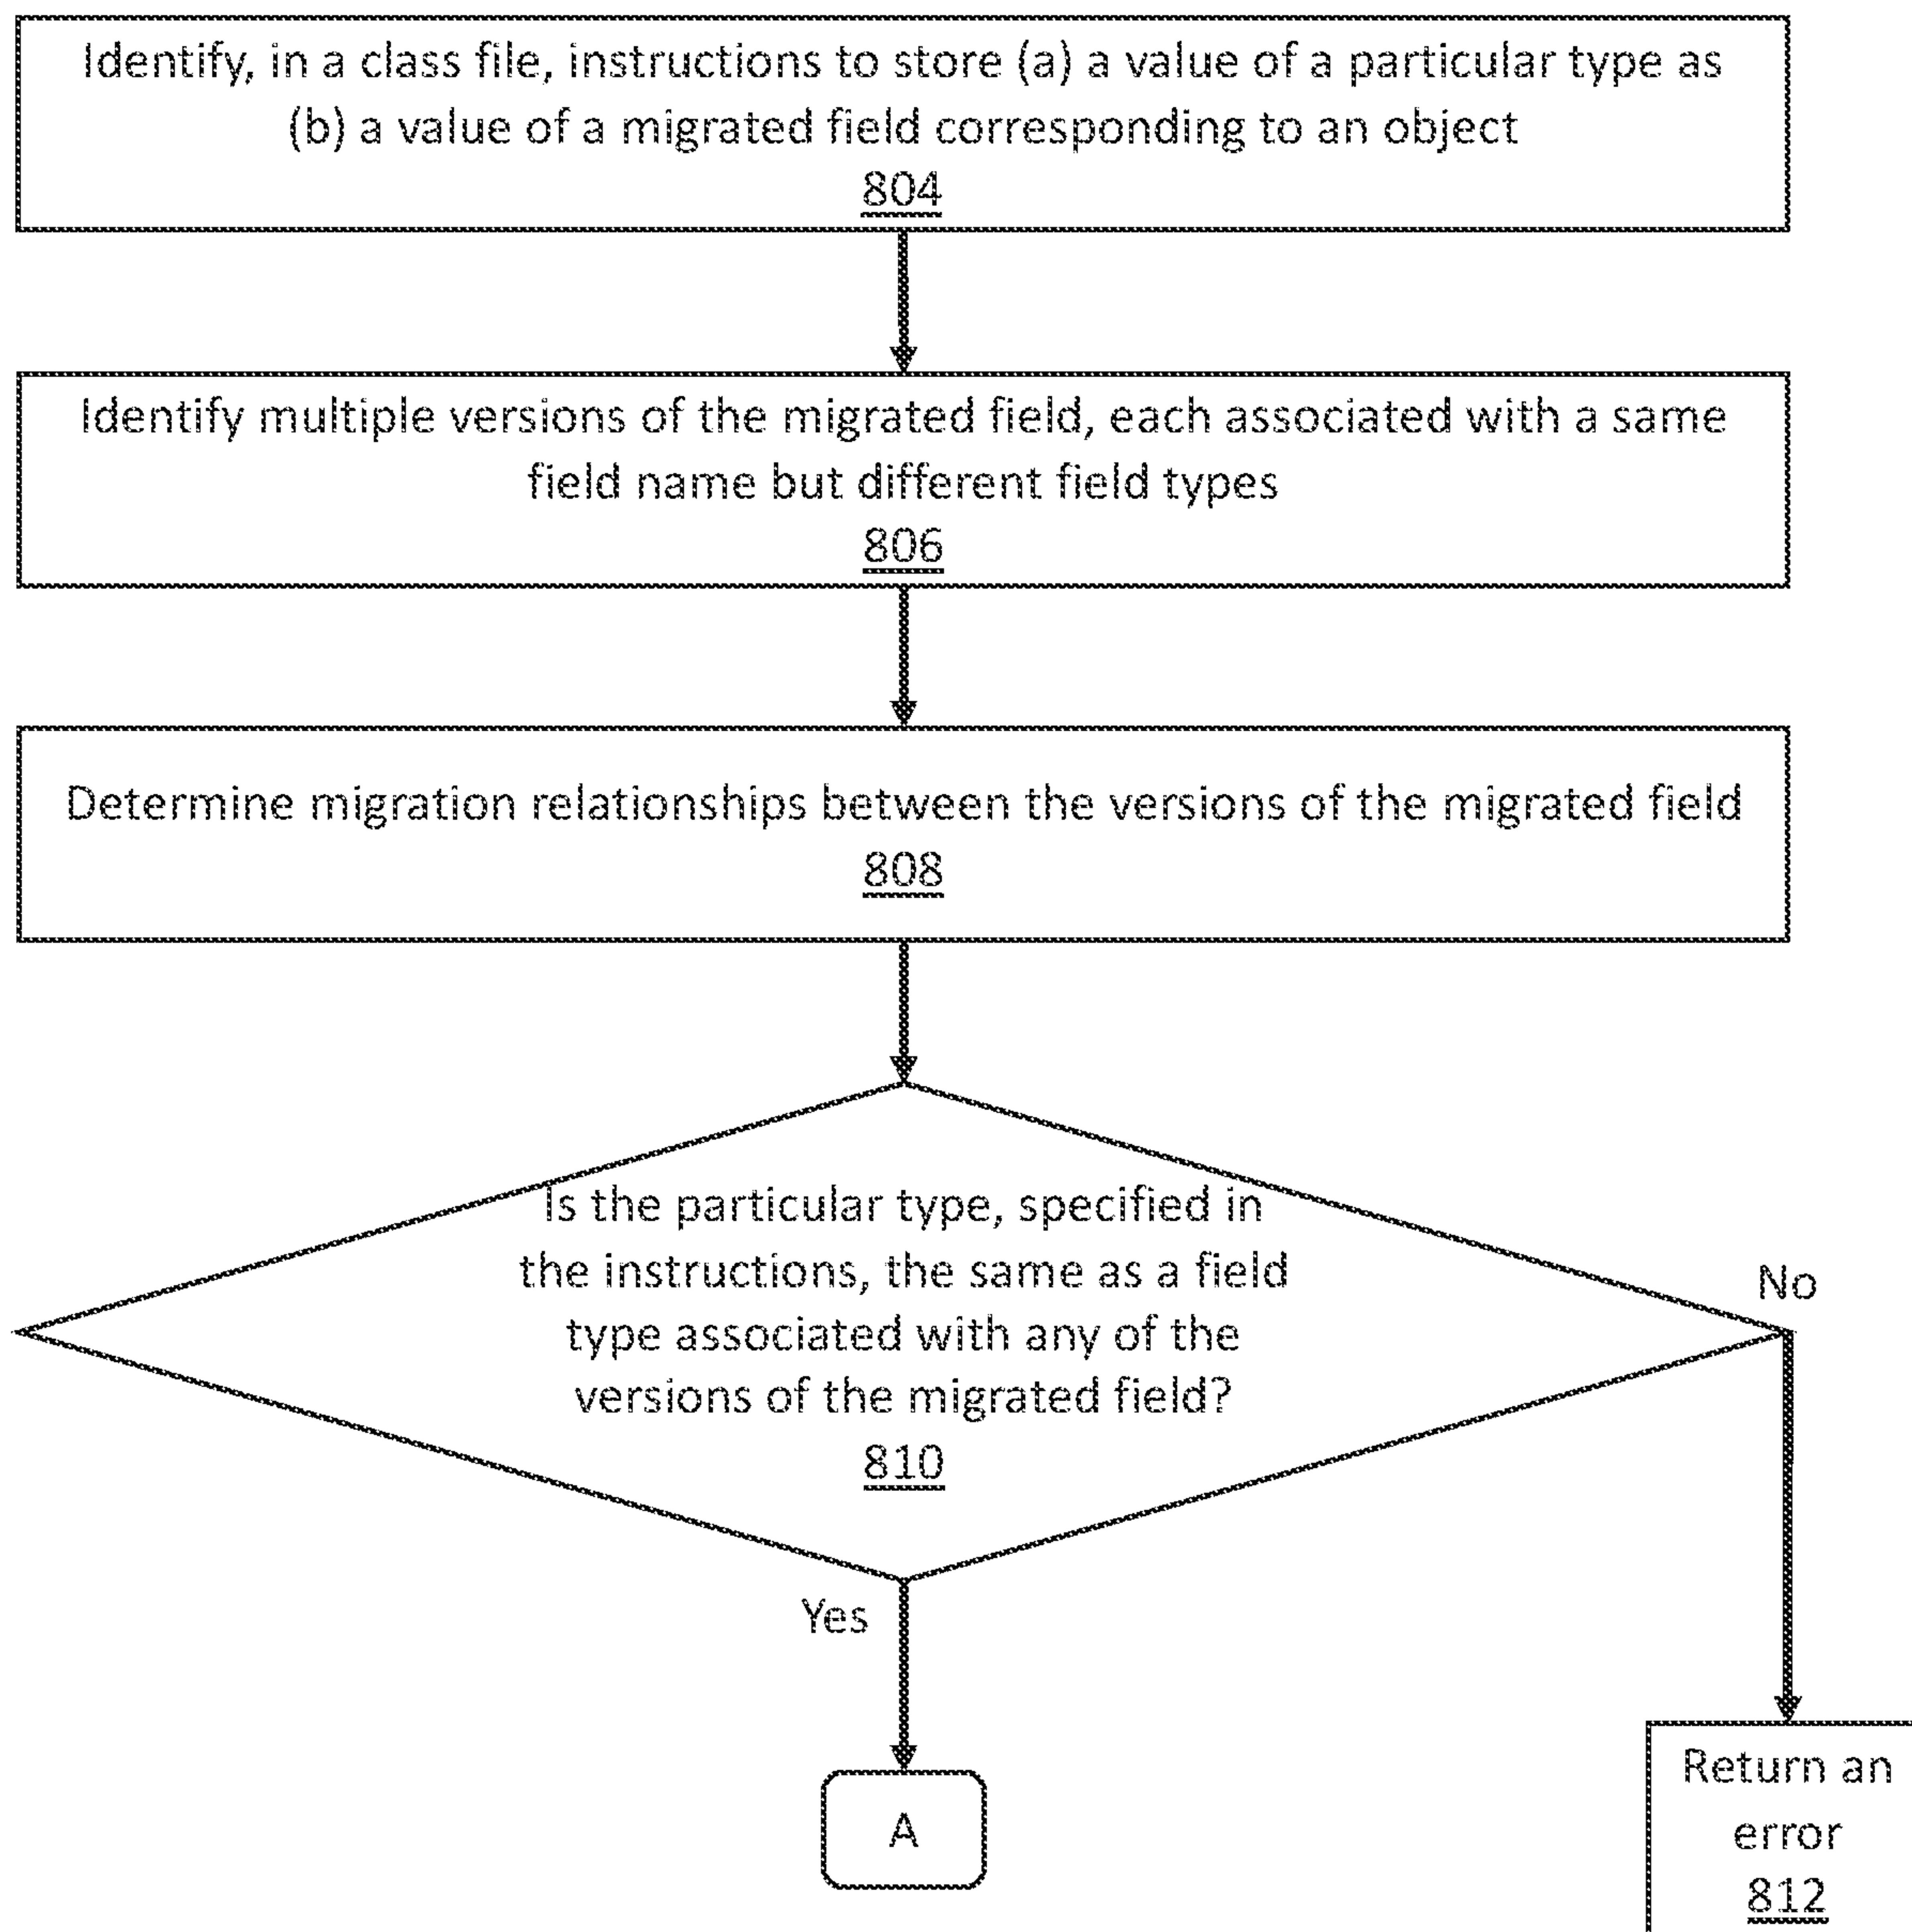 Identify, in a class file, instructions to store (a) a value of a particular type as
(b) a value of a migrated field corresponding to an object
804
Identify multiple versions of the migrated field, each associated with a same
field name but different field types
806
Determine migration relationships between the versions of the migrated field
808
Is the particular type, specified in
the instructions, the same as a field
type associated with any of the
versions of the migrated field?
810
No
Yes
A
Return an
error
812